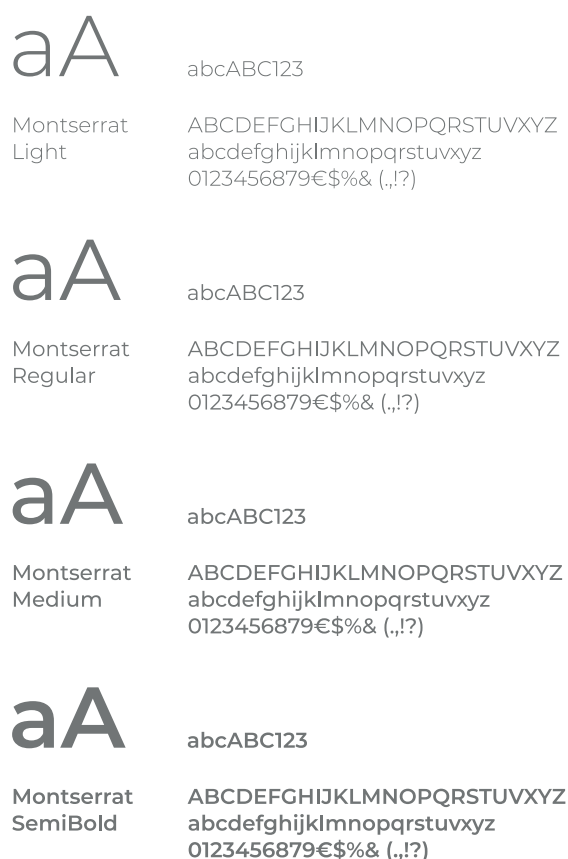 aA
abcABC123
Montserrat
Light
ABCDEFGHIJKLMNOPQRSTUVXYZ
abcdefghijklmnopqrstuvxyz
0123456879€$%& (.,!?)
aA
abcABC123
Montserrat
Regular
ABCDEFGHIJKLMNOPQRSTUVXYZ
abcdefghijklmnopqrstuvxyz
0123456879€$%& (.,!?)
aA
abcABC123
Montserrat
Medium
ABCDEFGHIJKLMNOPQRSTUVXYZ
abcdefghijklmnopqrstuvxyz
0123456879€$%& (.,!?)
aA
abcABC123
Montserrat
SemiBold
ABCDEFGHIJKLMNOPQRSTUVXYZ
abcdefghijklmnopqrstuvxyz
0123456879€$%& (.,!?)